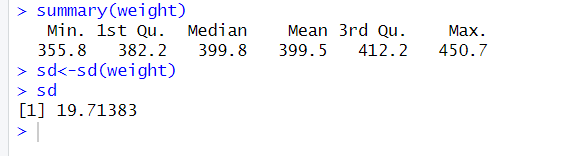 > summary(weight)
Min. 1st Qu. Median Mean 3rd Qu. Max.
355.8 382.2 399.8 399.5 412.2 450.7
> sd<-sd(weight)
> sd
[1] 19.71383
>